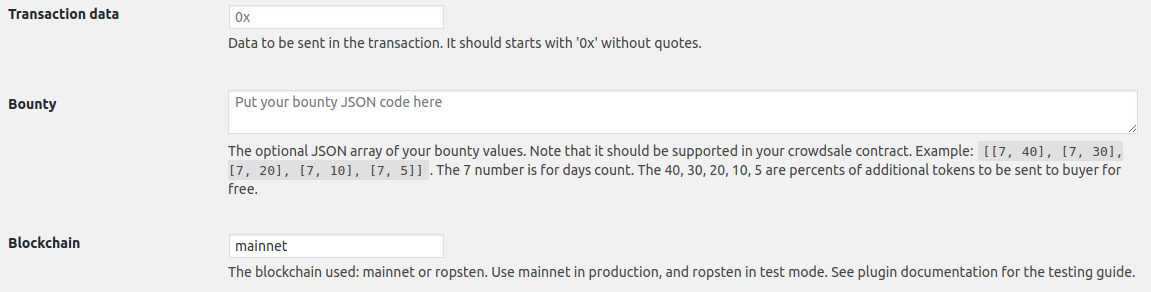 Transaction data
0x
Data to be sent in the transaction. It should starts with '0x' without quotes.
Bounty
Put your bounty JSON code here
The optional JSON array of your bounty values. Note that it should be supported in your crowdsale contract. Example: [[7, 40], [7, 30],
[7, 20], [7, 10], [7, 5]] . The 7 number is for days count. The 40, 30, 20, 10, 5 are percents of additional tokens to be sent to buyer for
free.
Blockchain
mainnet
The blockchain used: mainnet or ropsten. Use mainnet in production, and ropsten in test mode. See plugin documentation for the testing guide.